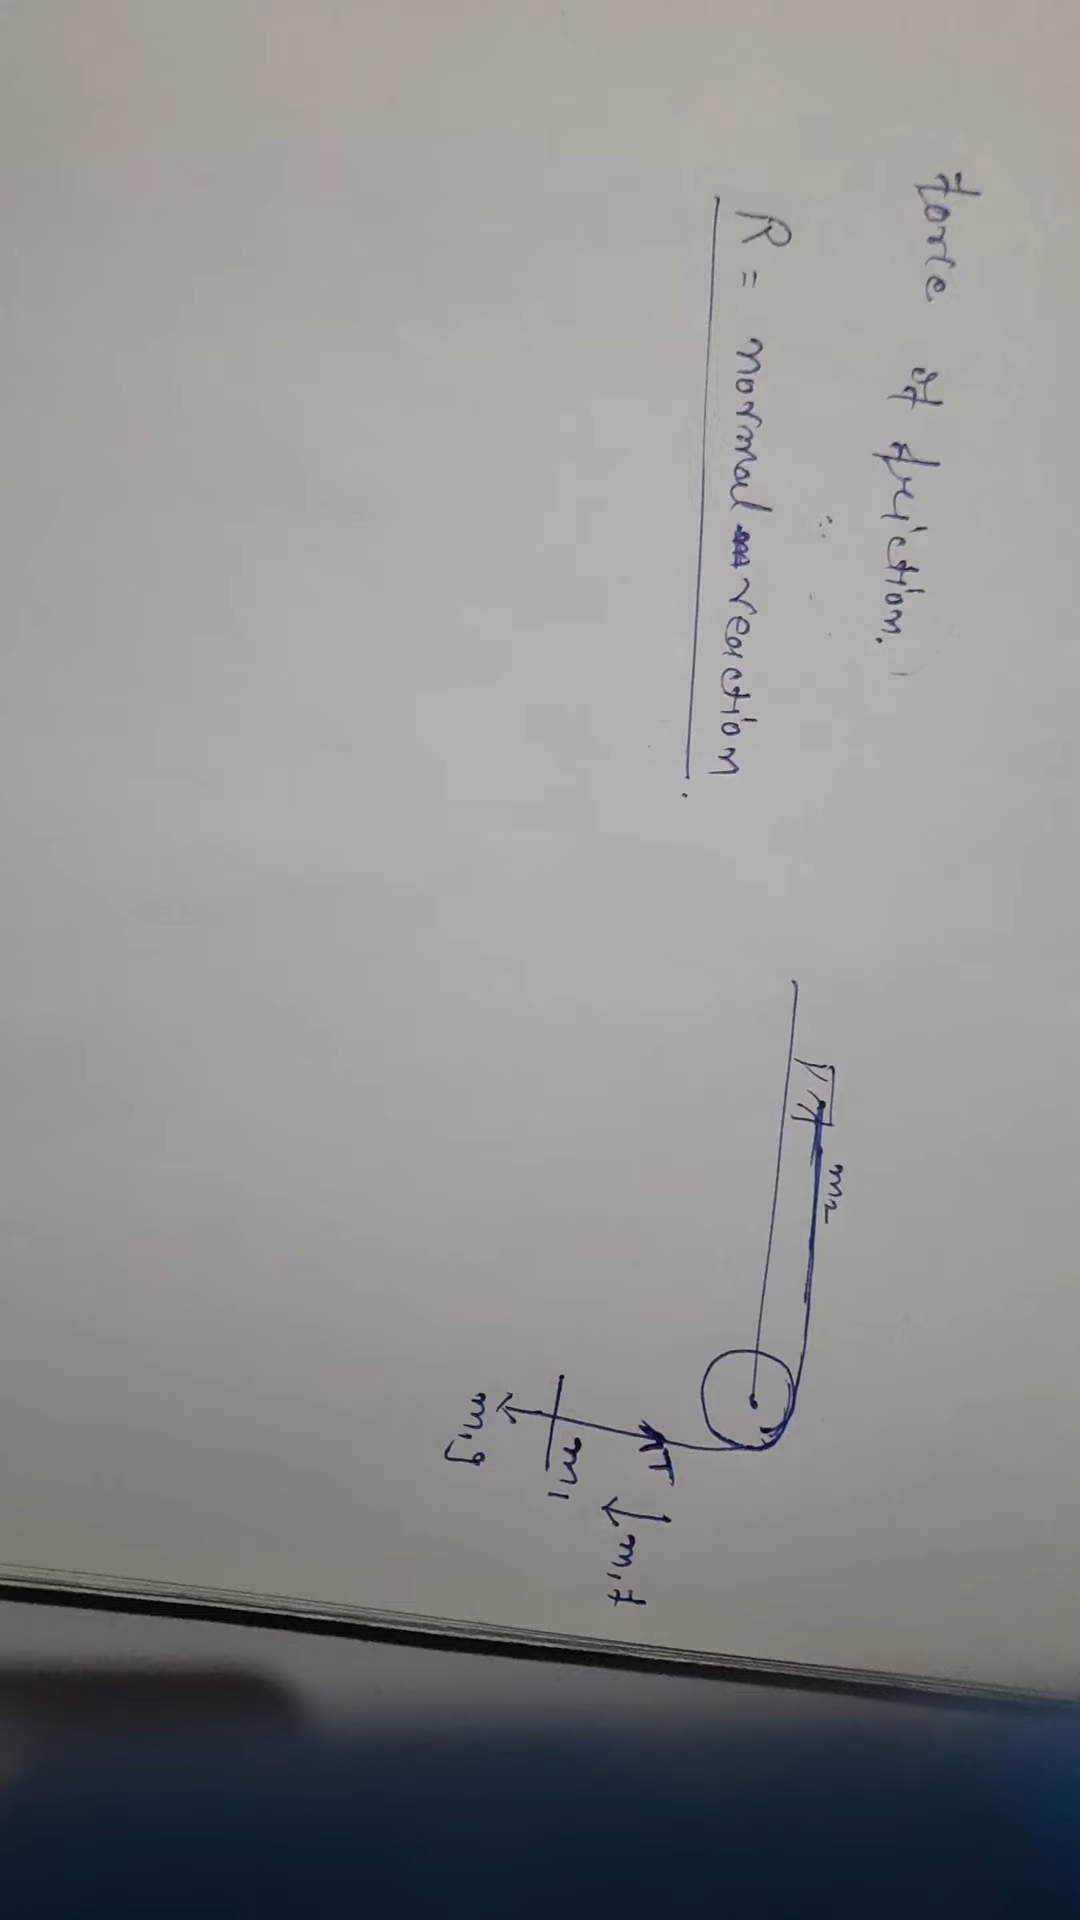 force of friction.
R = normal reaction.
m2
T
m1f
m1
m1g